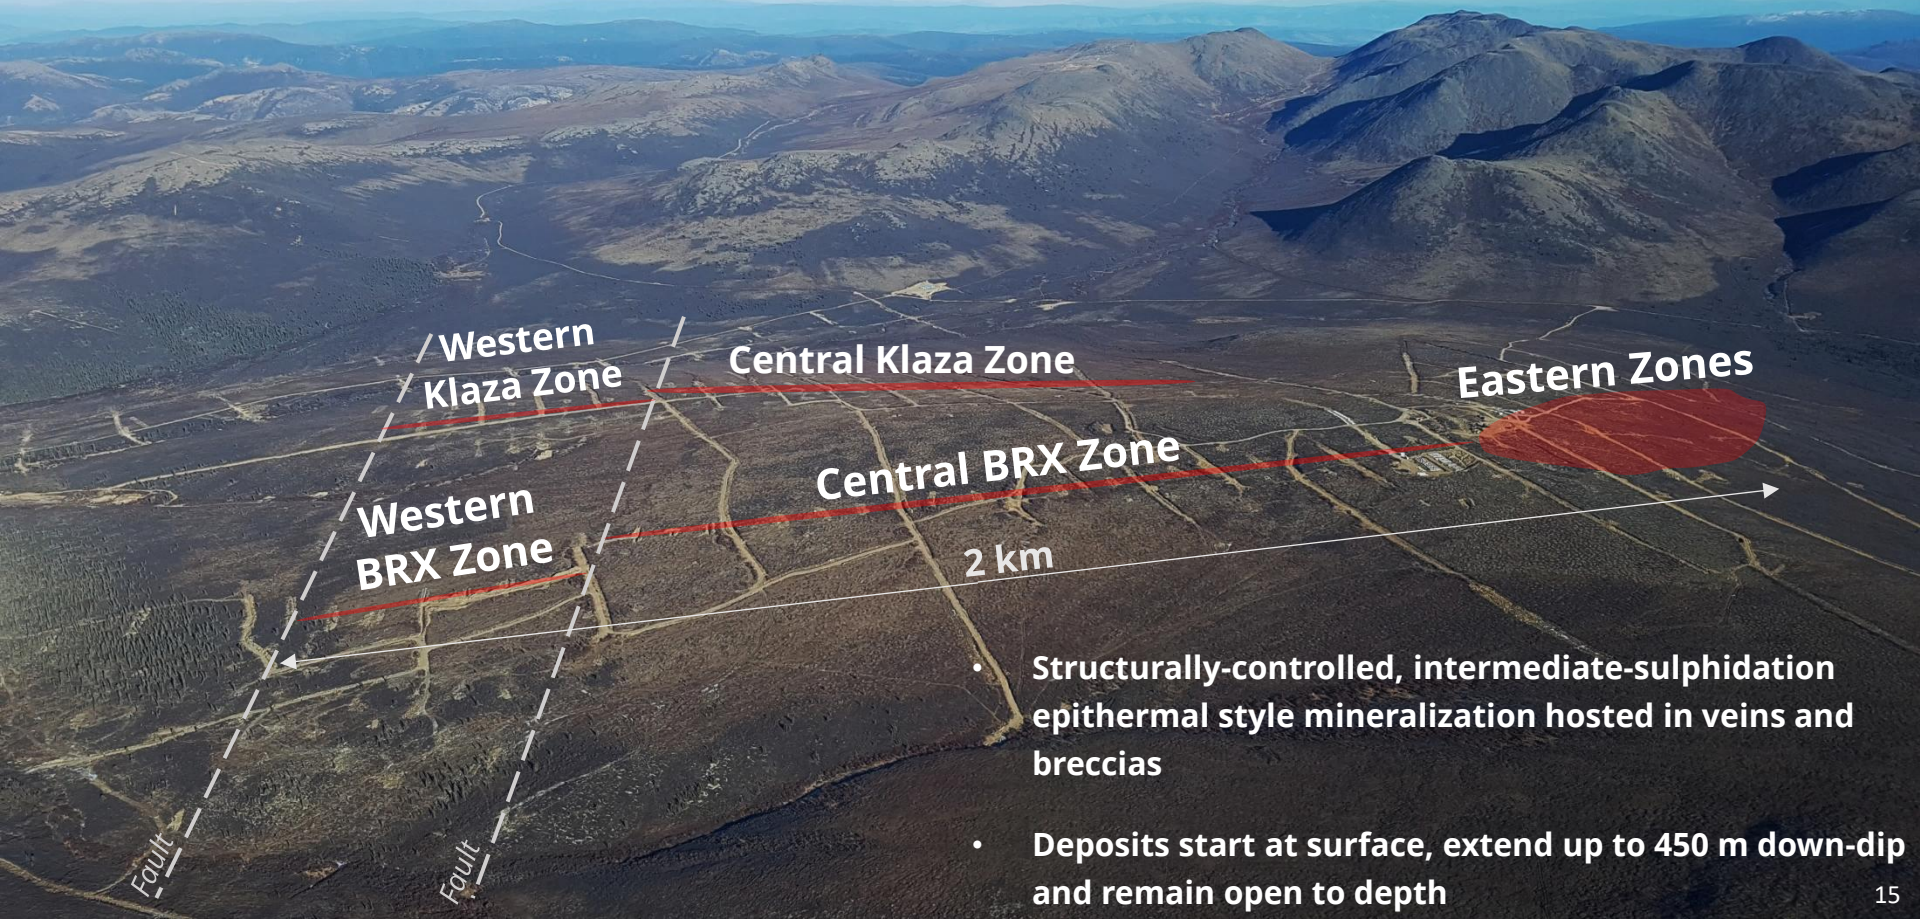 Western
Klaza Zone
Central Klaza Zone
Eastern Zones
Central BRX Zone
Western
BRX Zone
2 km
• Structurally-controlled, intermediate-sulphidation
epithermal style mineralization hosted in veins and
breccias
• Deposits start at surface, extend up to 450 m down-dip
and remain open to depth
Fault
Fault
15